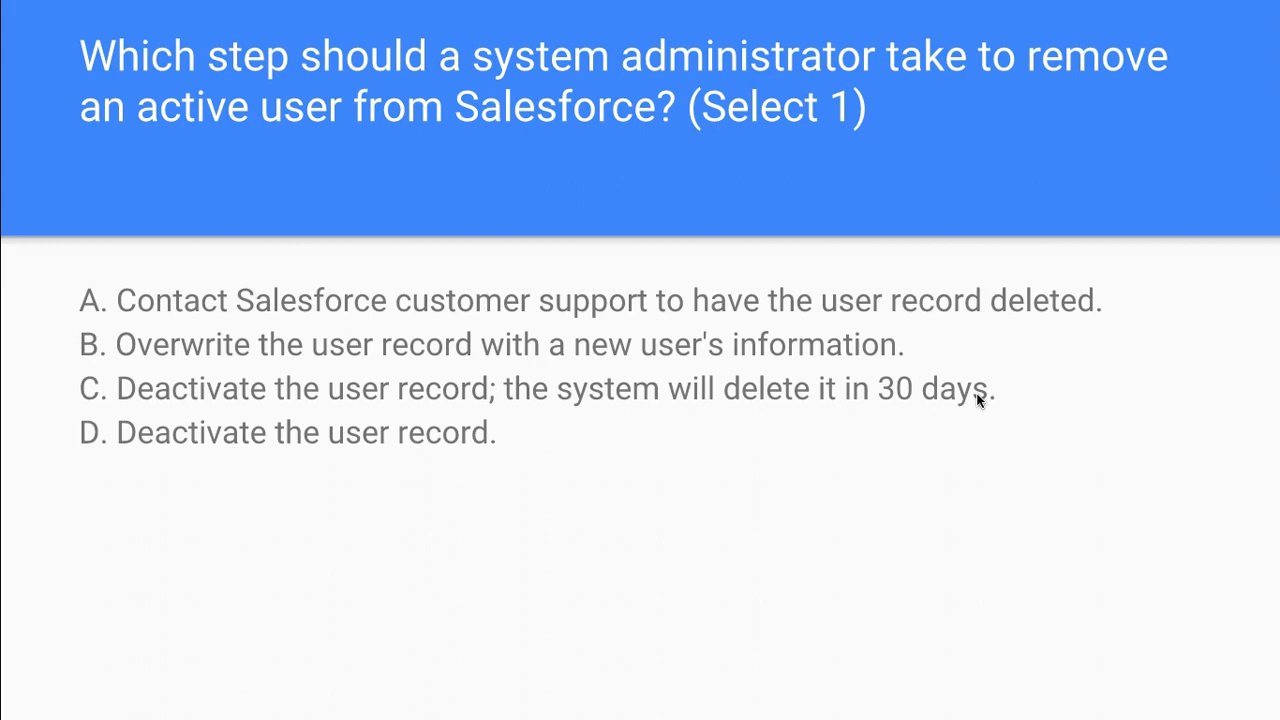 Which step should a system administrator take to remove
an active user from Salesforce? (Select 1)
A. Contact Salesforce customer support to have the user record deleted.
B. Overwrite the user record with a new user's information.
C. Deactivate the user record; the system will delete it in 30 days.
D. Deactivate the user record.